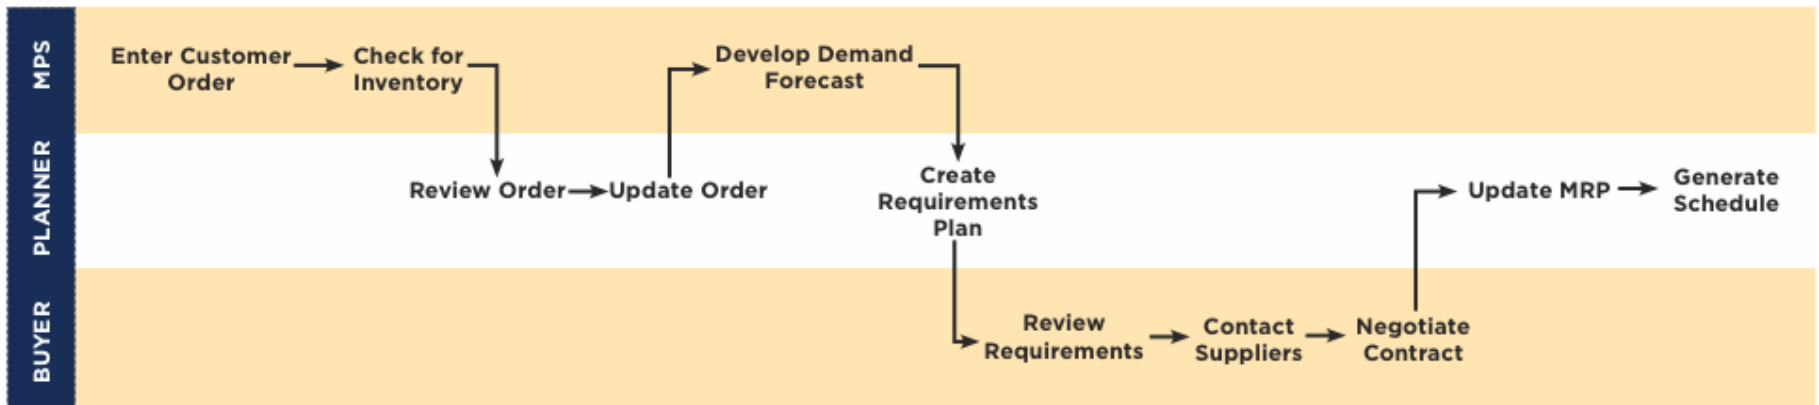 MPS
Enter Customer
Order
Check for
Inventory
Develop Demand
Forecast
PLANNER
Review Order
Update Order
Create
Requirements
Plan
Update MRP
Generate
Schedule
BUYER
Review
Requirements
Contact
Suppliers
Negotiate
Contract